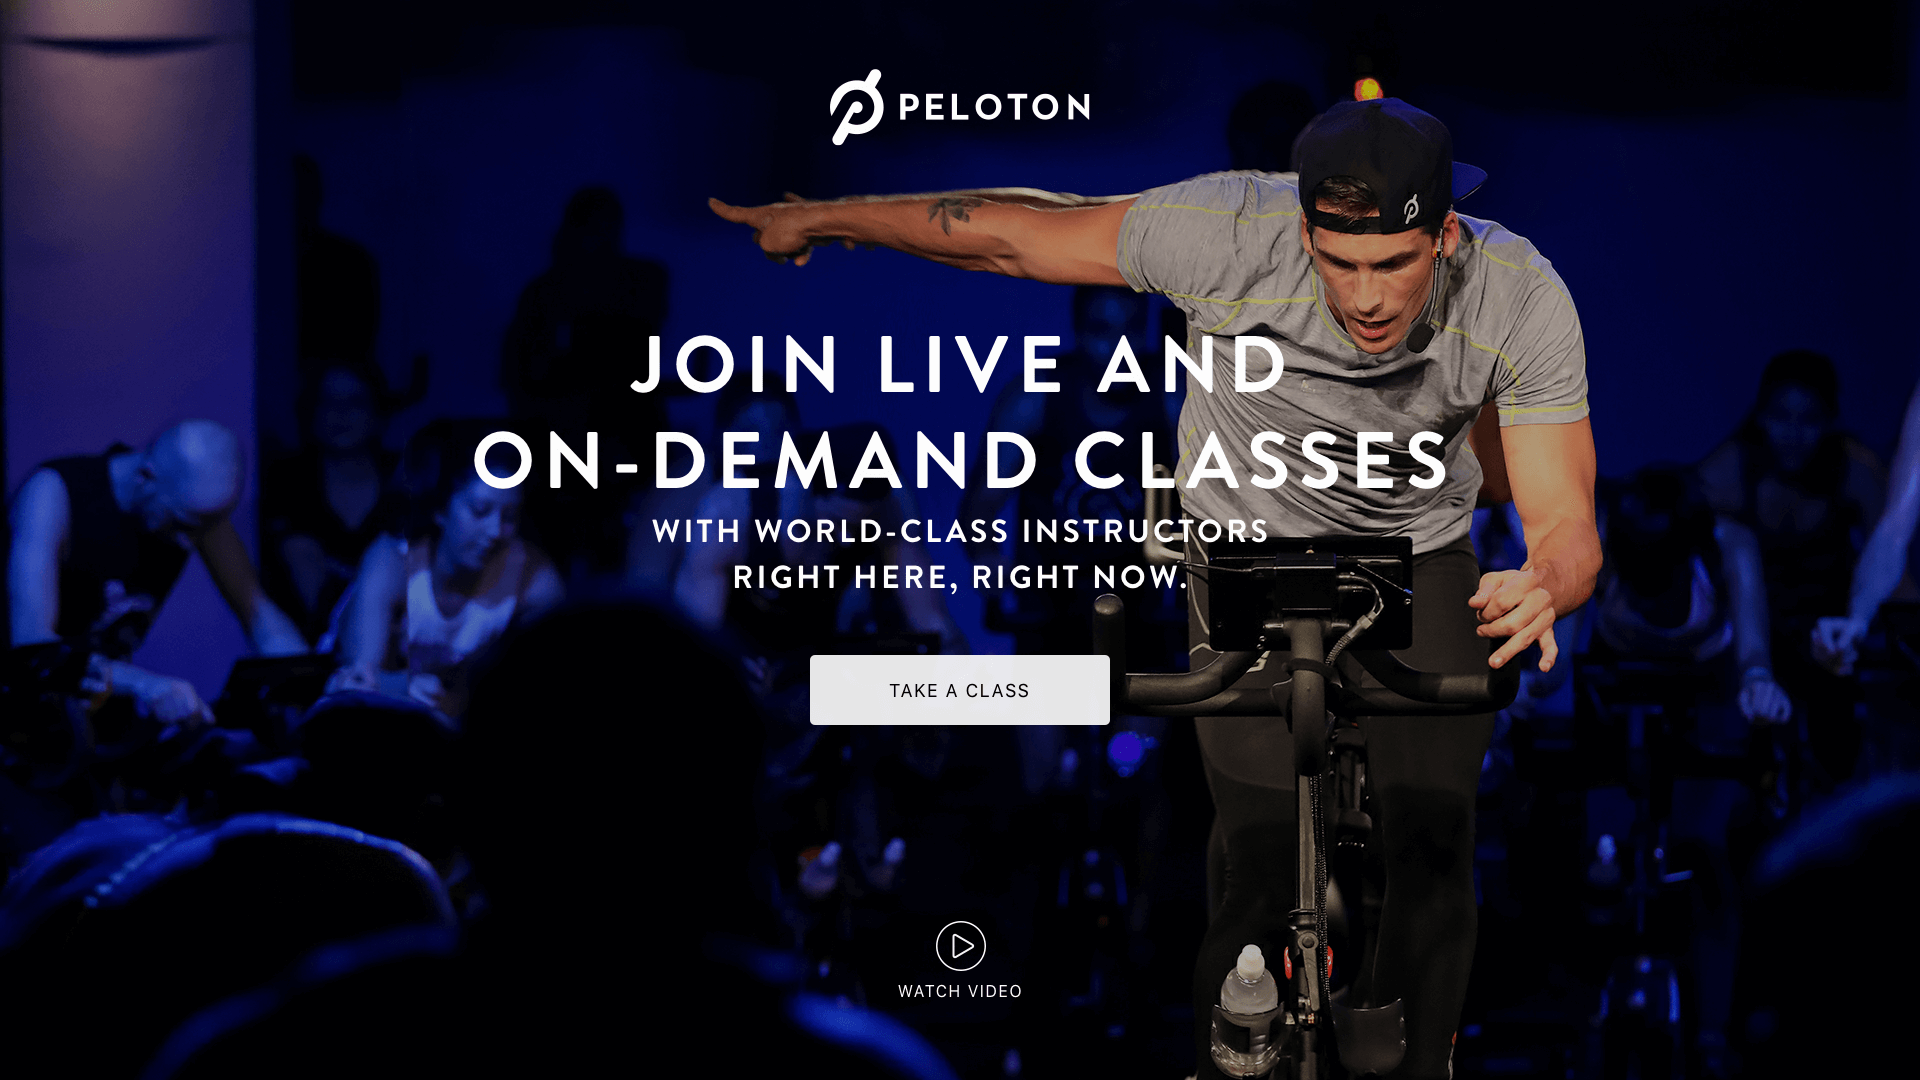 PELOTON
JOIN LIVE AND
ON-DEMAND CLASSES
WITH WORLD-CLASS INSTRUCTORS
RIGHT HERE, RIGHT NOW.
TAKE A CLASS
WATCH VIDEO